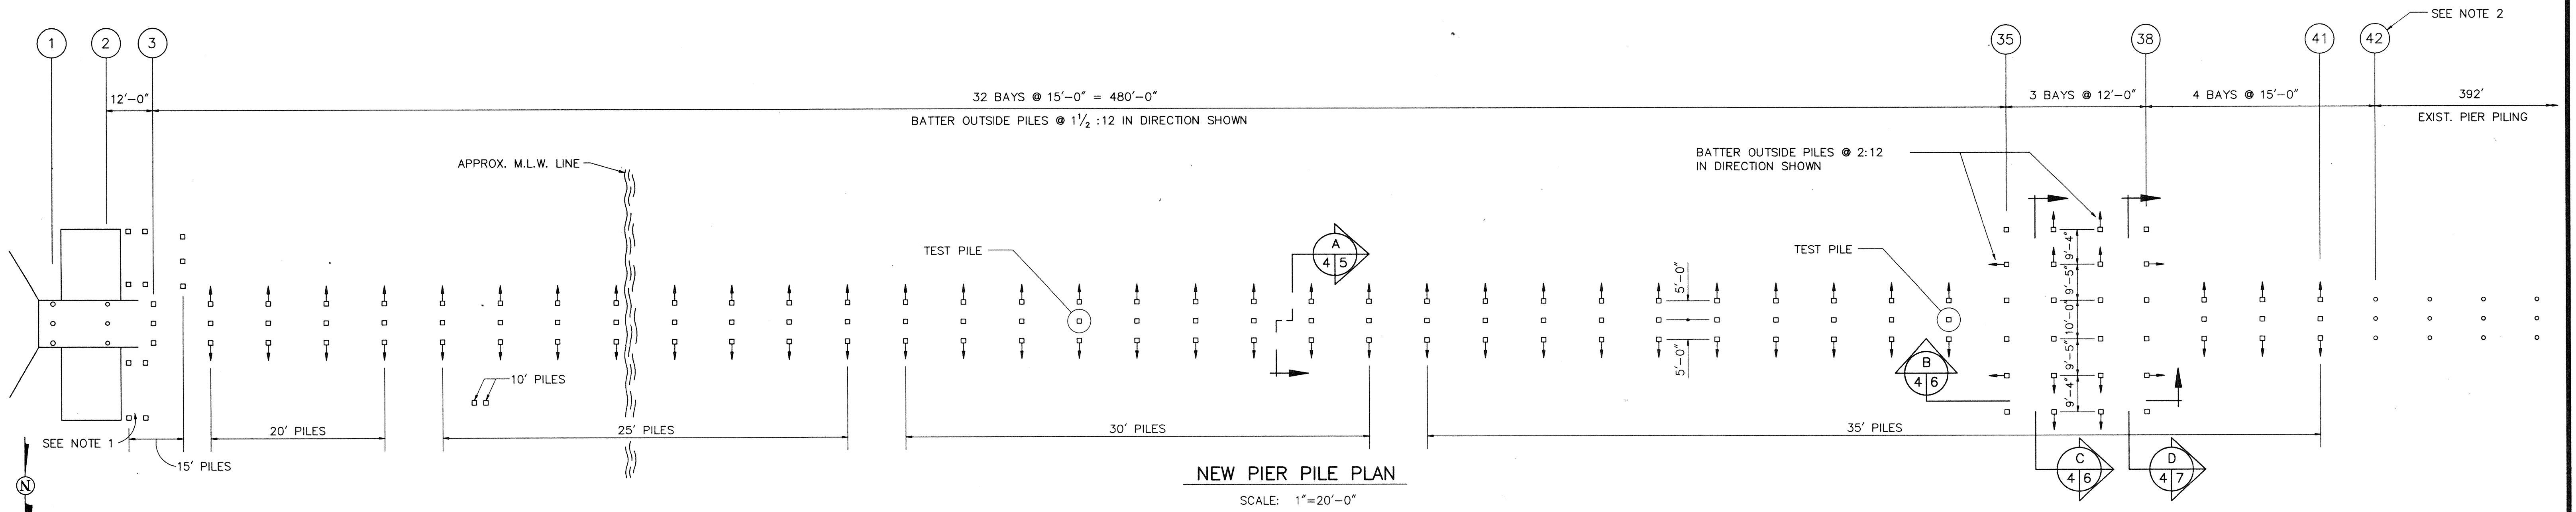 SEE NOTE 2
1
2
3
35
38
41
42
12'-0"
32 BAYS @ 15'-0" = 480'-0"
3 BAYS @ 12'-0"
4 BAYS @ 15'-0"
392'
BATTER OUTSIDE PILES @ 1 1/2 :12 IN DIRECTION SHOWN
EXIST. PIER PILING
APPROX. M.L.W. LINE
BATTER OUTSIDE PILES @ 2:12
IN DIRECTION SHOWN
TEST PILE
A
4 5
TEST PILE
5'-0"
5'-0"
9'-4"
9'-5"
10'-0"
9'-5"
9'-4"
B
4 6
10' PILES
SEE NOTE 1
20' PILES
25' PILES
30' PILES
35' PILES
15' PILES
C
4 6
D
4 7
N
NEW PIER PILE PLAN
SCALE: 1"=20'-0"